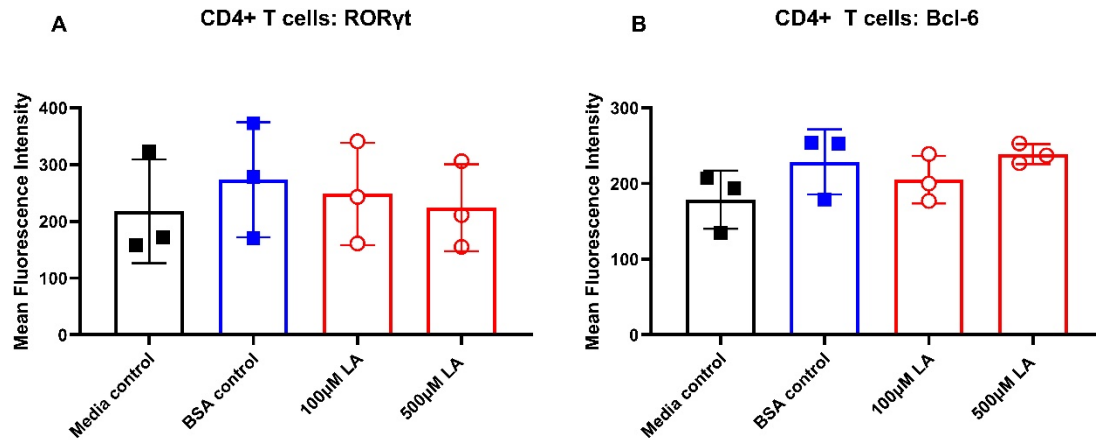 A
CD4+ T cells: RORγt
Mean Fluorescence Intensity
400
300
200
100
0
Media control
BSA control
100µM LA
500µM LA
B
CD4+ T cells: Bcl-6
Mean Fluorescence Intensity
300
200
100
0
Media control
BSA control
100µM LA
500µM LA